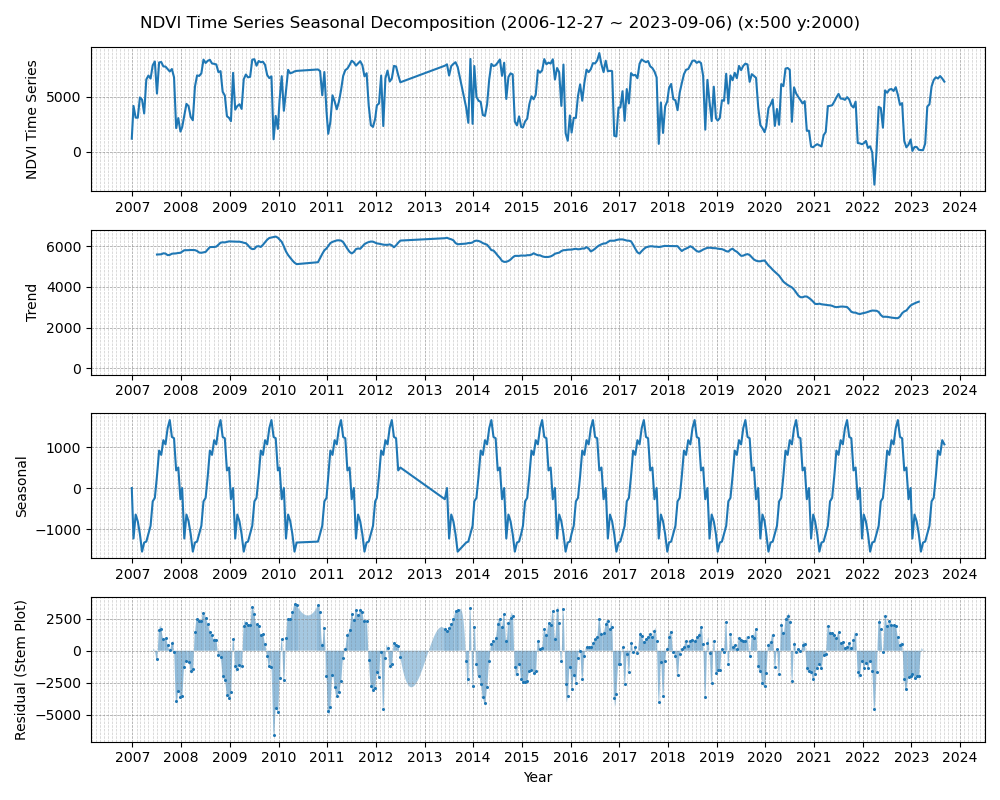 NDVI Time Series Seasonal Decomposition (2006-12-27 ~ 2023-09-06) (x:500 y:2000)
NDVI Time Series
5000
0
2007 2008 2009 2010 2011 2012 2013 2014 2015 2016 2017 2018 2019 2020 2021 2022 2023 2024
Trend
6000
4000
2000
0
2007 2008 2009 2010 2011 2012 2013 2014 2015 2016 2017 2018 2019 2020 2021 2022 2023 2024
Seasonal
1000
0
−1000
2007 2008 2009 2010 2011 2012 2013 2014 2015 2016 2017 2018 2019 2020 2021 2022 2023 2024
Residual (Stem Plot)
2500
0
−2500
−5000
2007 2008 2009 2010 2011 2012 2013 2014 2015 2016 2017 2018 2019 2020 2021 2022 2023 2024
Year